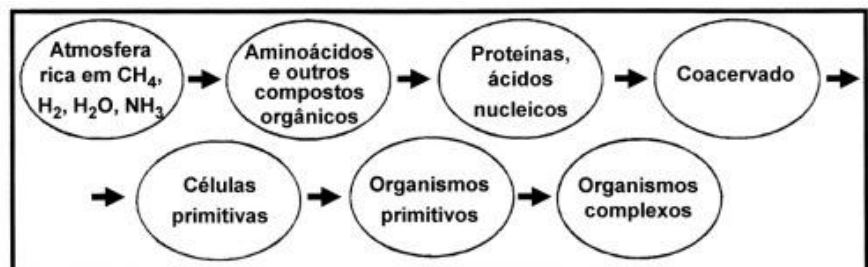 Atmosfera
rica em CH₄,
H₂, H₂O, NH₃
Aminoácidos
e outros
compostos
orgânicos
Proteínas,
ácidos
nucleicos
Coacervado
Células
primitivas
Organismos
primitivos
Organismos
complexos